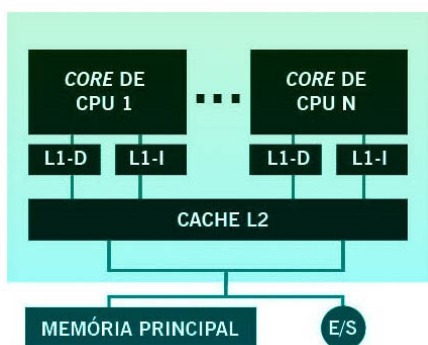 CORE DE
CPU 1
...
CORE DE
CPU N
L1-D
L1-I
L1-D
L1-I
CACHE L2
MEMÓRIA PRINCIPAL
E/S